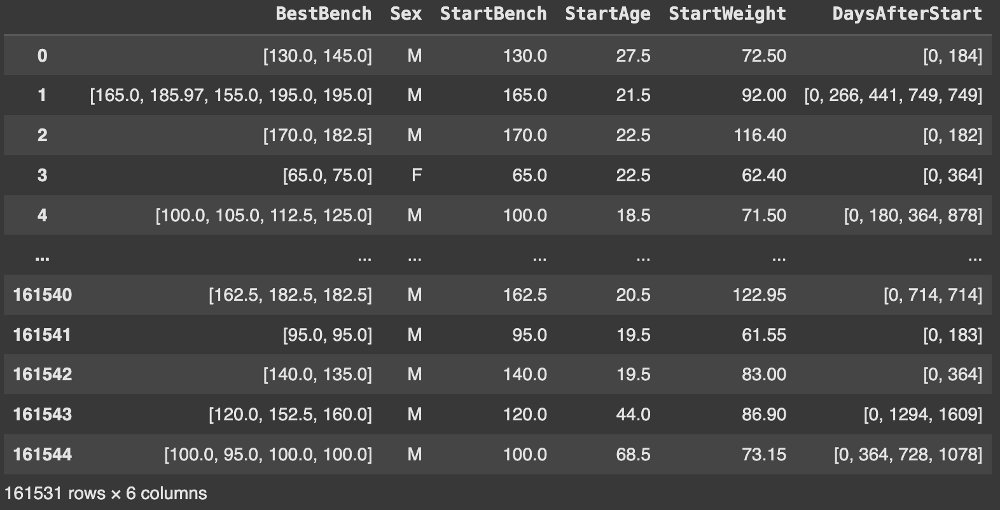 BestBench Sex StartBench StartAge StartWeight DaysAfterStart
0 [130.0, 145.0] M 130.0 27.5 72.50 [0, 184]
1 [165.0, 185.97, 155.0, 195.0, 195.0] M 165.0 21.5 92.00 [0, 266, 441, 749, 749]
2 [170.0, 182.5] M 170.0 22.5 116.40 [0, 182]
3 [65.0, 75.0] F 65.0 22.5 62.40 [0, 364]
4 [100.0, 105.0, 112.5, 125.0] M 100.0 18.5 71.50 [0, 180, 364, 878]
... ... ... ... ... ... ...
161540 [162.5, 182.5, 182.5] M 162.5 20.5 122.95 [0, 714, 714]
161541 [95.0, 95.0] M 95.0 19.5 61.55 [0, 183]
161542 [140.0, 135.0] M 140.0 19.5 83.00 [0, 364]
161543 [120.0, 152.5, 160.0] M 120.0 44.0 86.90 [0, 1294, 1609]
161544 [100.0, 95.0, 100.0, 100.0] M 100.0 68.5 73.15 [0, 364, 728, 1078]
161531 rows × 6 columns